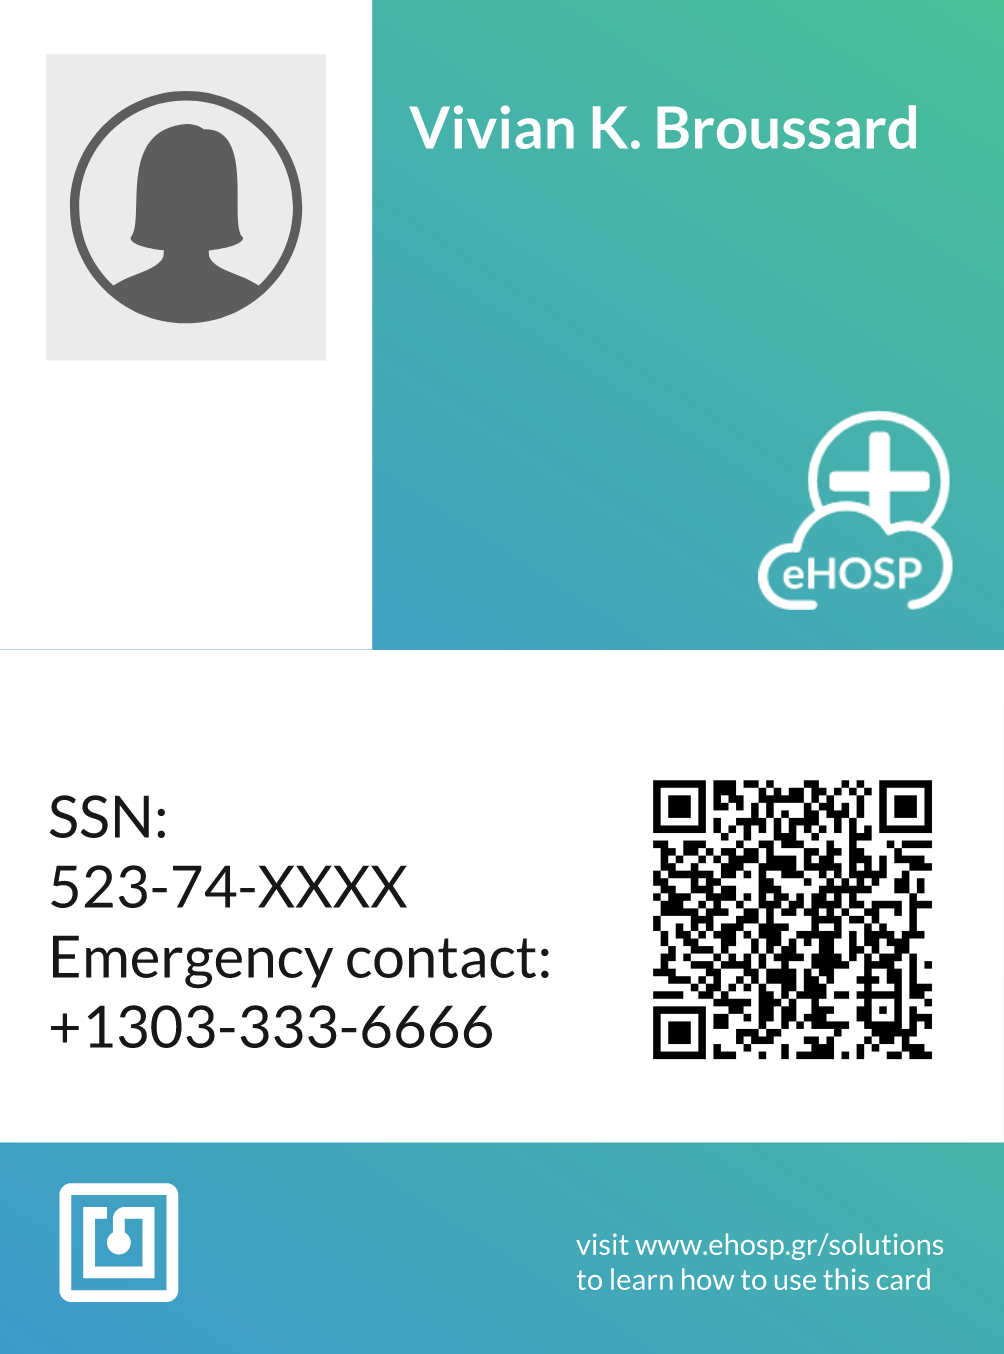 Vivian K. Broussard
eHOSP
SSN:
523-74-XXXX
Emergency contact:
+1303-333-6666
visit www.ehosp.gr/solutions
to learn how to use this card